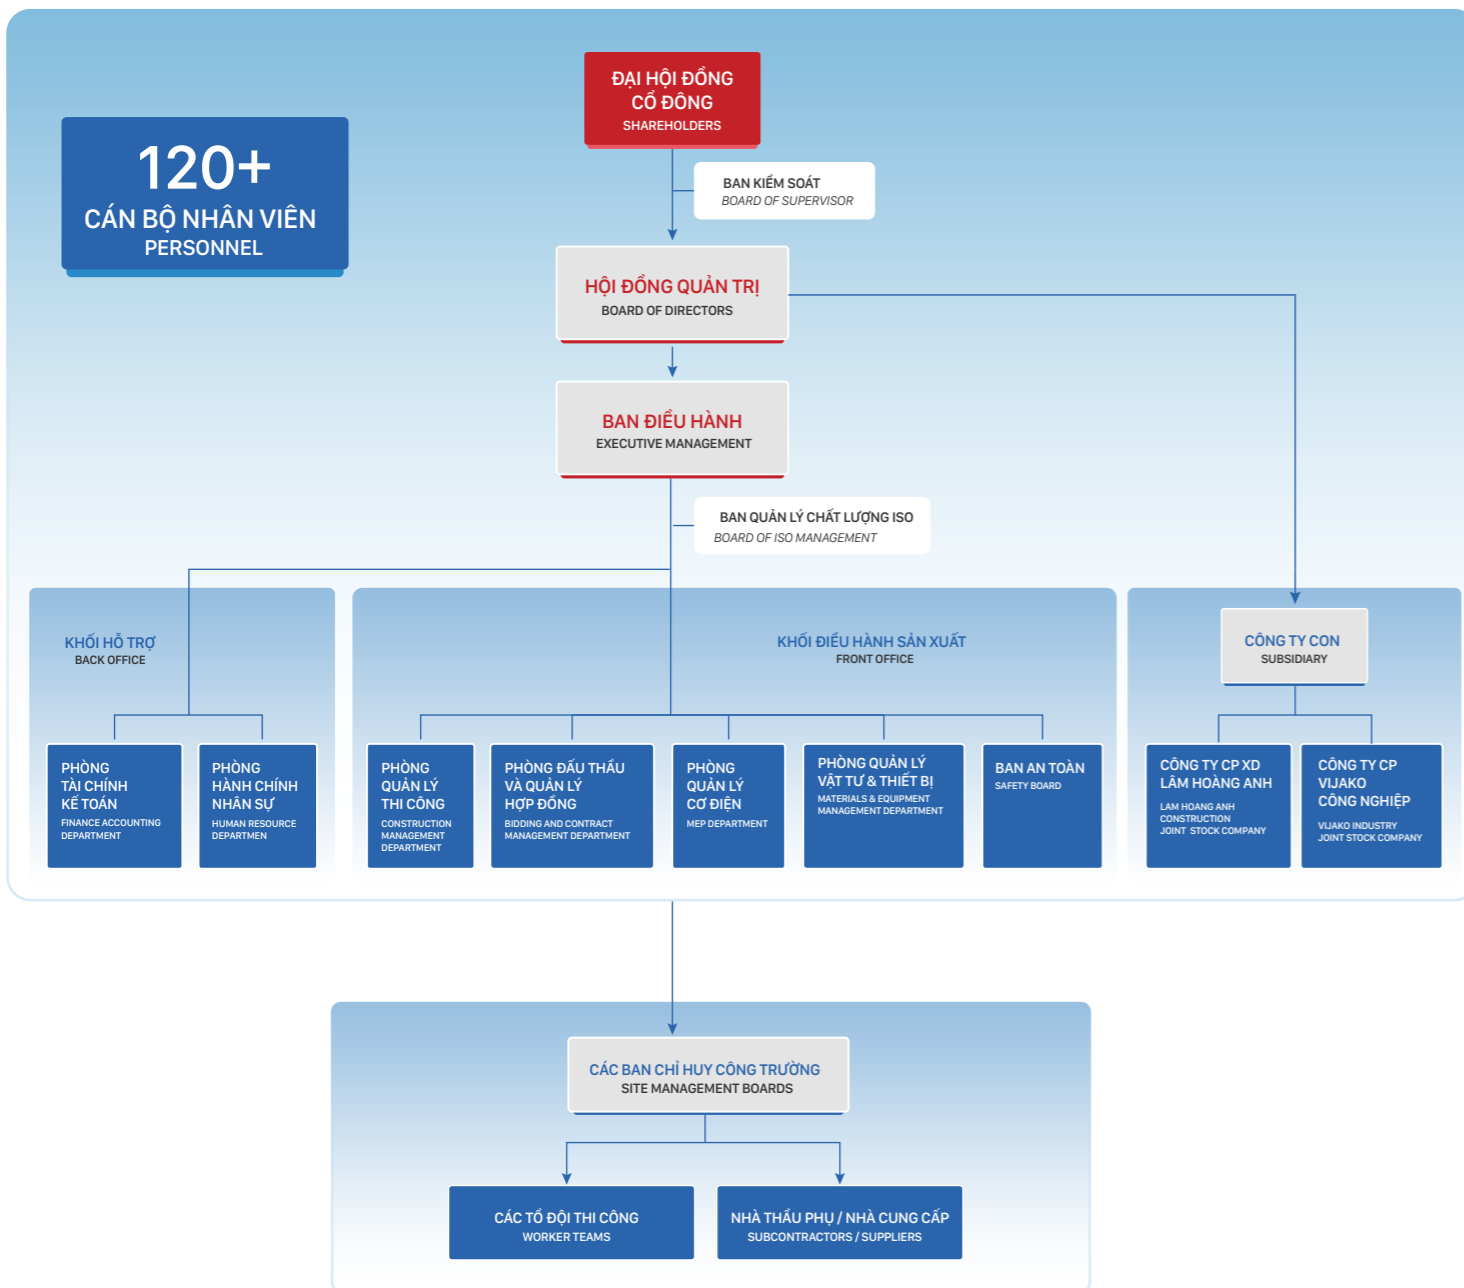 ĐẠI HỘI ĐỒNG
CỔ ĐÔNG
SHAREHOLDERS
120+
CÁN BỘ NHÂN VIÊN
PERSONNEL
BAN KIỂM SOÁT
BOARD OF SUPERVISOR
HỘI ĐỒNG QUẢN TRỊ
BOARD OF DIRECTORS
BAN ĐIỀU HÀNH
EXECUTIVE MANAGEMENT
BAN QUẢN LÝ CHẤT LƯỢNG ISO
BOARD OF ISO MANAGEMENT
KHỐI HỖ TRỢ
BACK OFFICE
KHỐI ĐIỀU HÀNH SẢN XUẤT
FRONT OFFICE
CÔNG TY CON
SUBSIDIARY
PHÒNG
TÀI CHÍNH
KẾ TOÁN
FINANCE ACCOUNTING
DEPARTMENT
PHÒNG
HÀNH CHÍNH
NHÂN SỰ
HUMAN RESOURCE
DEPARTMEN
PHÒNG
QUẢN LÝ
THI CÔNG
CONSTRUCTION
MANAGEMENT
DEPARTMENT
PHÒNG ĐẤU THẦU
VÀ QUẢN LÝ
HỢP ĐỒNG
BIDDING AND CONTRACT
MANAGEMENT DEPARTMENT
PHÒNG
QUẢN LÝ
CƠ ĐIỆN
MEP DEPARTMENT
PHÒNG QUẢN LÝ
VẬT TƯ & THIẾT BỊ
MATERIALS & EQUIPMENT
MANAGEMENT DEPARTMENT
BAN AN TOÀN
SAFETY BOARD
CÔNG TY CP XD
LÂM HOÀNG ANH
LAM HOANG ANH
CONSTRUCTION
JOINT STOCK COMPANY
CÔNG TY CP
VIJAKO
CÔNG NGHIỆP
VIJAKO INDUSTRY
JOINT STOCK COMPANY
CÁC BAN CHỈ HUY CÔNG TRƯỜNG
SITE MANAGEMENT BOARDS
CÁC TỔ ĐỘI THI CÔNG
WORKER TEAMS
NHÀ THẦU PHỤ / NHÀ CUNG CẤP
SUBCONTRACTORS / SUPPLIERS